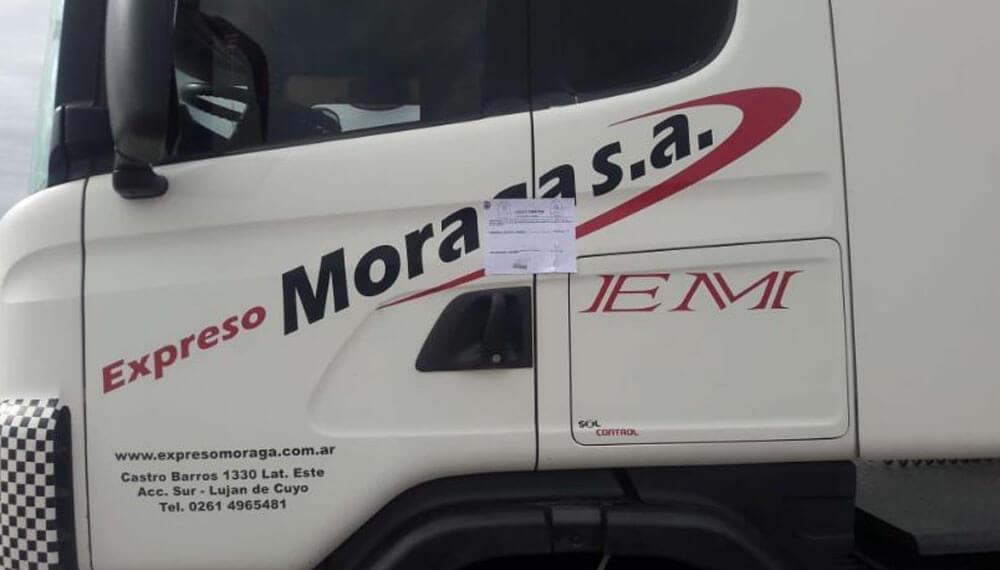 Expreso Moraga s.a.
EM
SOL
CONTROL
www.expresomoraga.com.ar
Castro Barros 1330 Lat. Este
Acc. Sur - Lujan de Cuyo
Tel. 0261 4965481